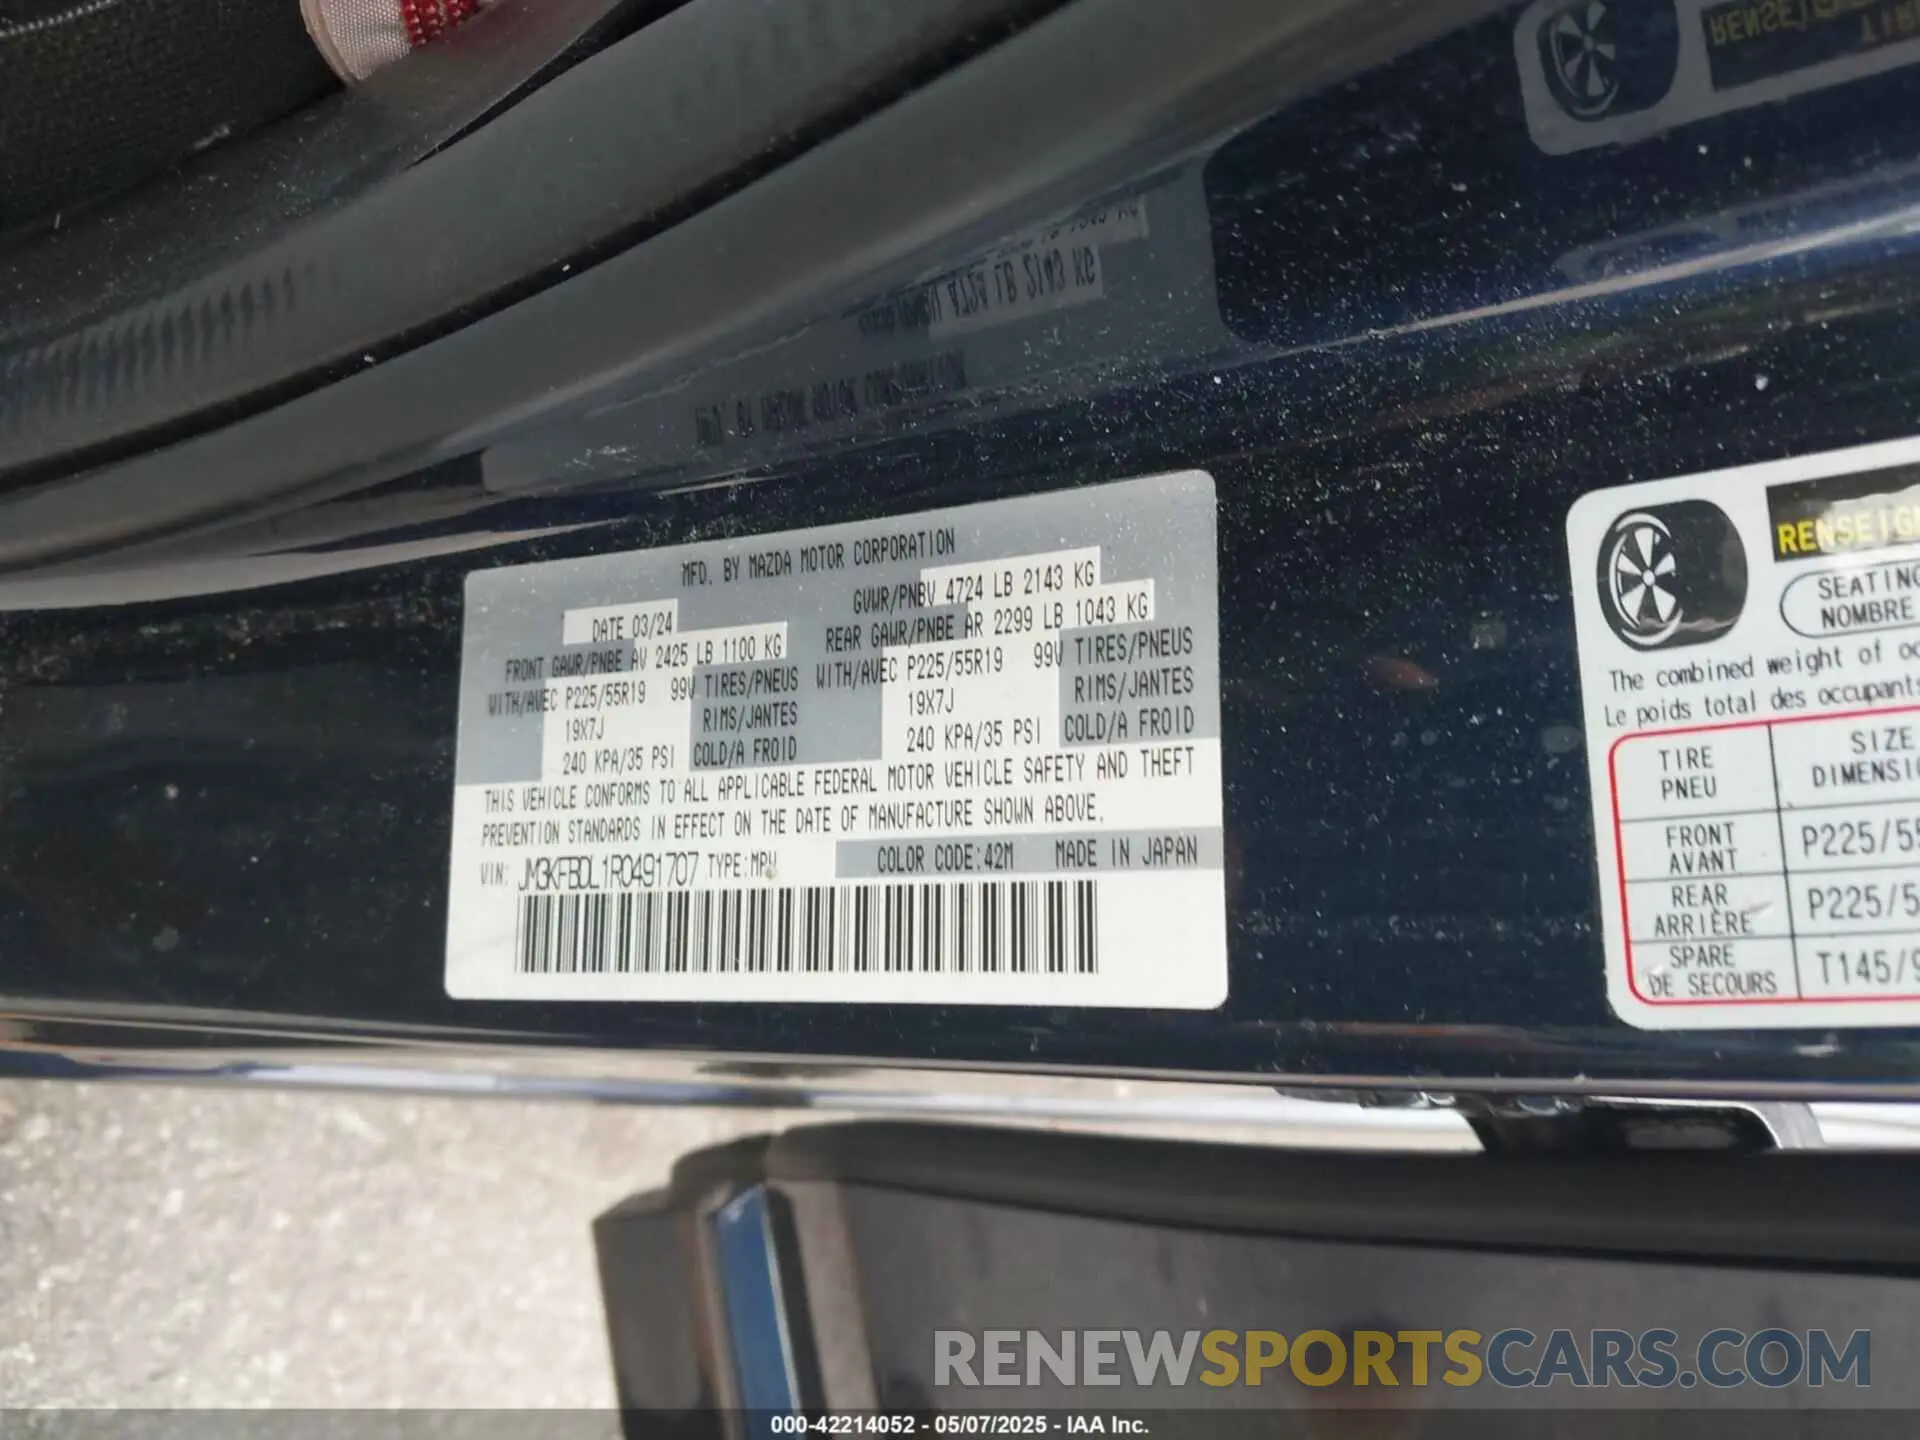 MFD. BY MAZDA MOTOR CORPORATION
DATE 03/24
GVWR/PNBV 4724 LB 2143 KG
FRONT GAWR/PNBE AV 2425 LB 1100 KG
REAR GAWR/PNBE AR 2299 LB 1043 KG
WITH/AVEC P225/55R19 99V TIRES/PNEUS
WITH/AVEC P225/55R19 99V TIRES/PNEUS
19X7J RIMS/JANTES
19X7J RIMS/JANTES
240 KPA/35 PSI COLD/A FROID
240 KPA/35 PSI COLD/A FROID
THIS VEHICLE CONFORMS TO ALL APPLICABLE FEDERAL MOTOR VEHICLE SAFETY AND THEFT
PREVENTION STANDARDS IN EFFECT ON THE DATE OF MANUFACTURE SHOWN ABOVE.
VIN: JM3KFBDL1R0491707 TYPE:MPV
COLOR CODE:42M MADE IN JAPAN
RENSEIG
SEATING
NOMBRE
The combined weight of oc
Le poids total des occupants
TIRE
PNEU
SIZE
DIMENSI
FRONT
AVANT
P225/55
REAR
ARRIÈRE
P225/5
SPARE
DE SECOURS
T145/9
RENEWSPORTSCARS.COM
000-42214052 - 05/07/2025 - IAA Inc.